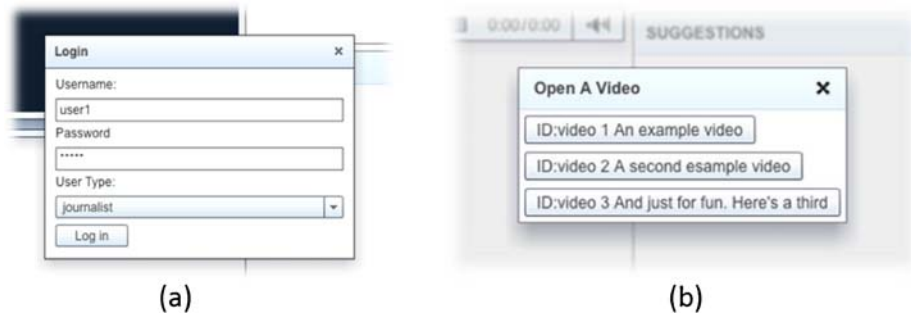 Login
Username:
user1
Password
*****
User Type:
journalist
Log in
(a)
0:00/0:00
SUGGESTIONS
Open A Video
ID:video 1 An example video
ID:video 2 A second esample video
ID:video 3 And just for fun. Here's a third
(b)